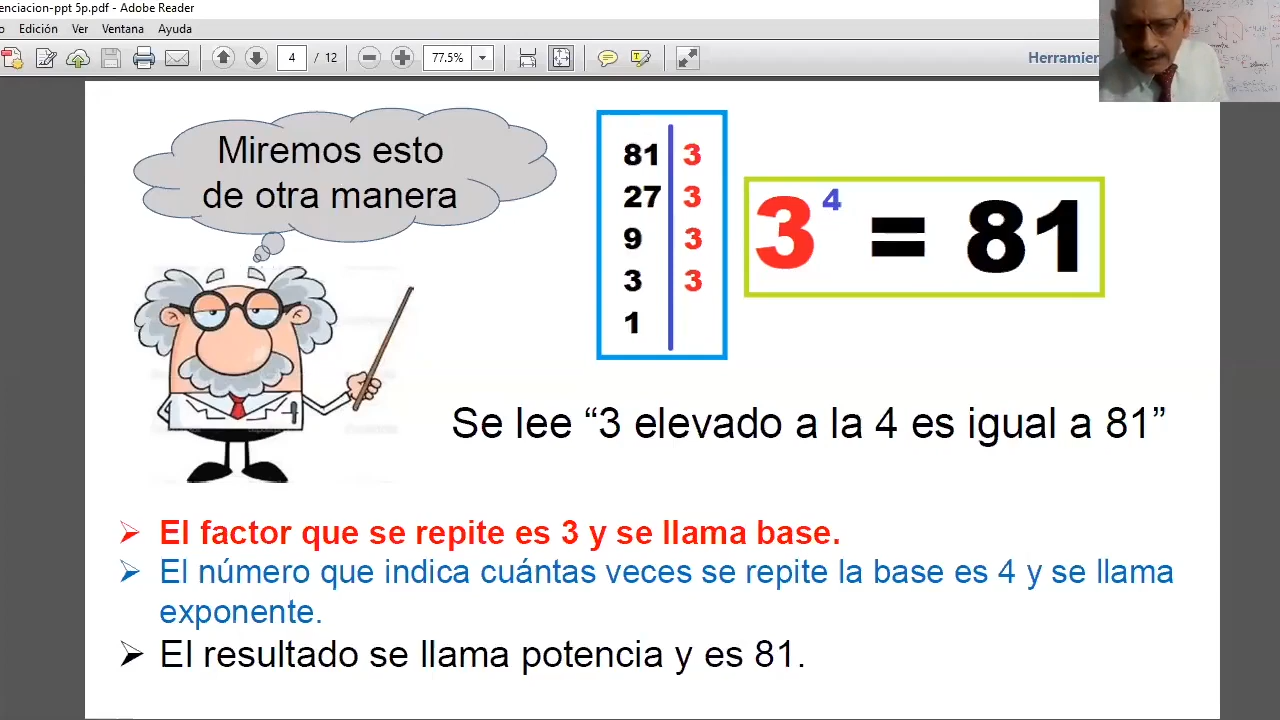 enciacion-ppt 5p.pdf - Adobe Reader
o Edición Ver Ventana Ayuda
4 / 12 77.5% Herramien
Miremos esto
de otra manera
81 3
27 3
9 3
3 3
1
3⁴ = 81
Se lee “3 elevado a la 4 es igual a 81”
➢ El factor que se repite es 3 y se llama base.
➢ El número que indica cuántas veces se repite la base es 4 y se llama
exponente.
➢ El resultado se llama potencia y es 81.